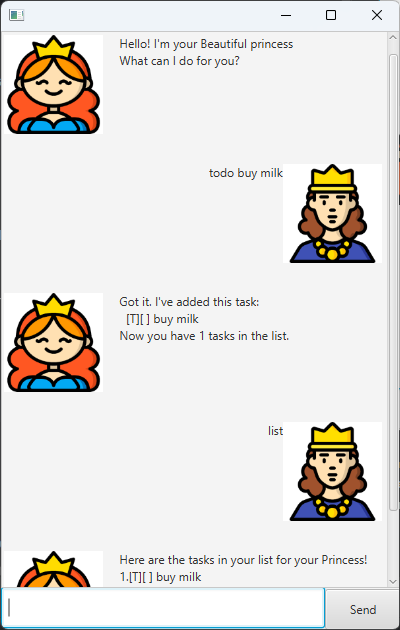 Hello! I'm your Beautiful princess
What can I do for you?
todo buy milk
Got it. I've added this task:
[T][ ] buy milk
Now you have 1 tasks in the list.
list
Here are the tasks in your list for your Princess!
1.[T][ ] buy milk
Send